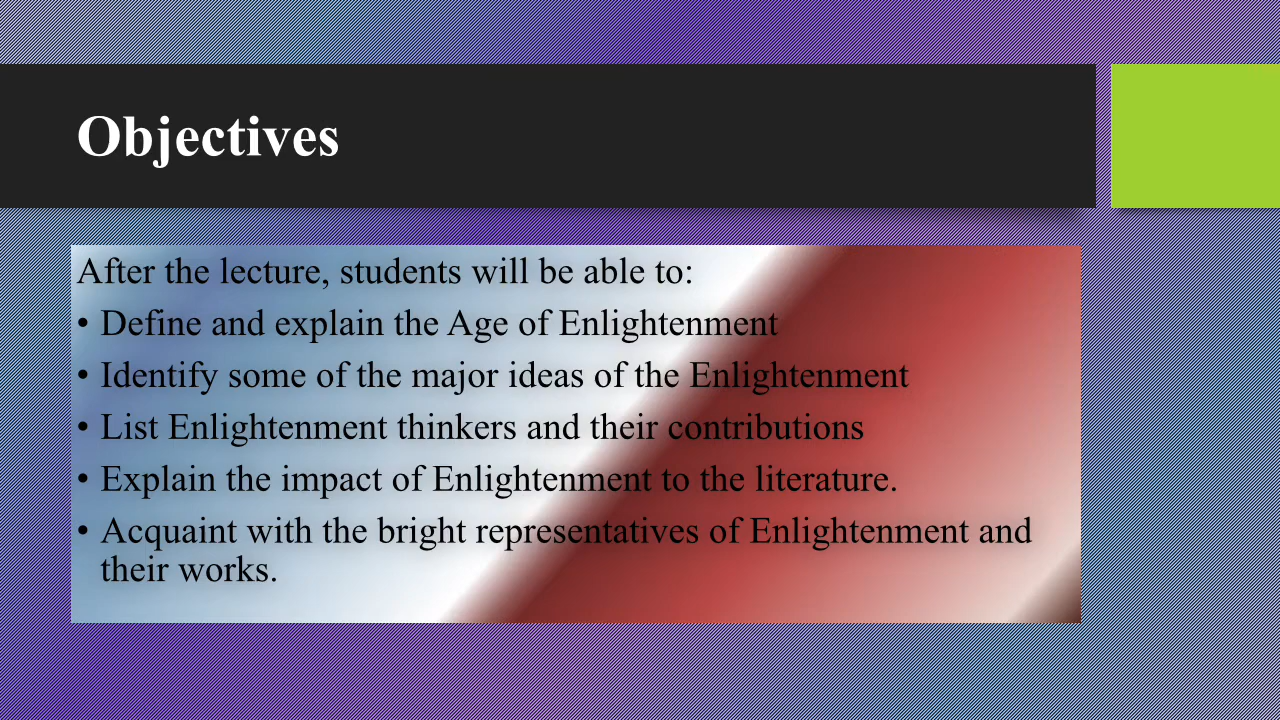 Objectives
After the lecture, students will be able to:
• Define and explain the Age of Enlightenment
• Identify some of the major ideas of the Enlightenment
• List Enlightenment thinkers and their contributions
• Explain the impact of Enlightenment to the literature.
• Acquaint with the bright representatives of Enlightenment and
their works.